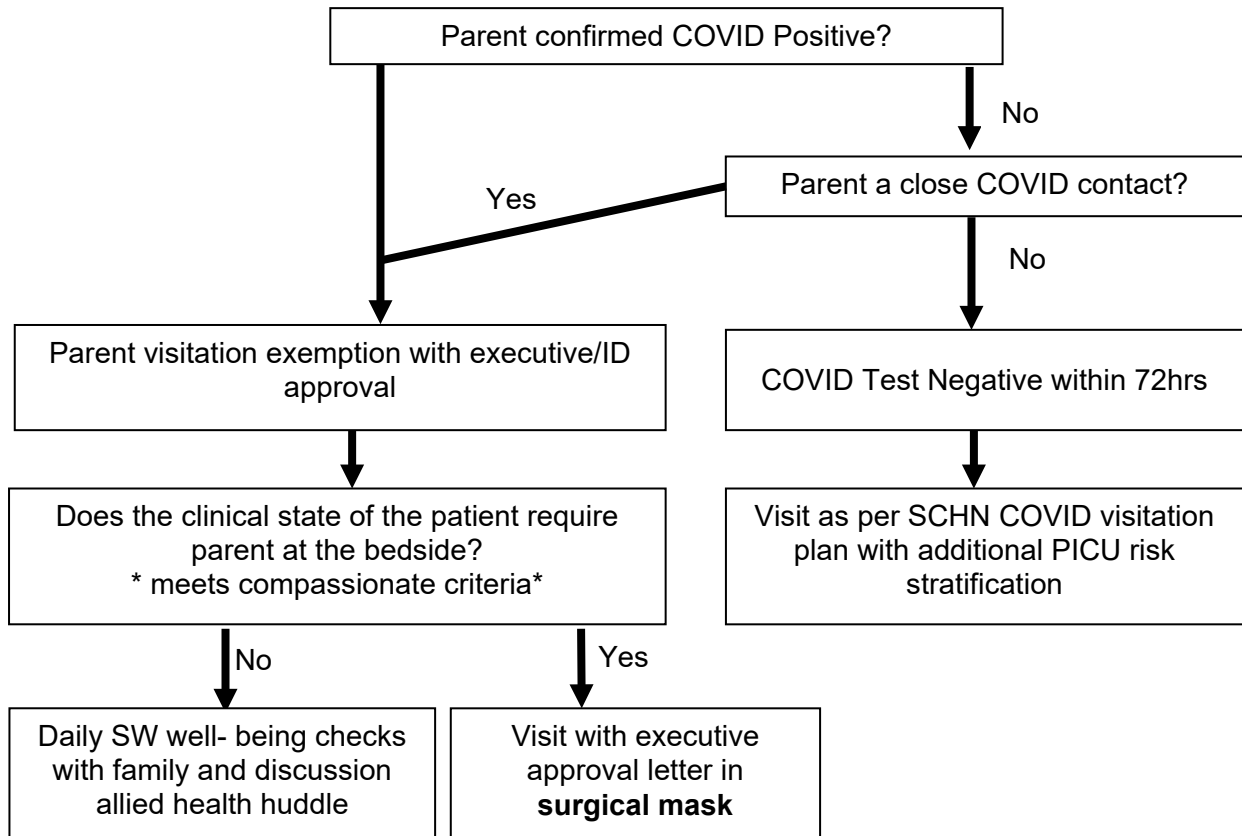 Parent confirmed COVID Positive?
No
Parent a close COVID contact?
Yes
No
Parent visitation exemption with executive/ID
approval
COVID Test Negative within 72hrs
Does the clinical state of the patient require
parent at the bedside?
* meets compassionate criteria*
Visit as per SCHN COVID visitation
plan with additional PICU risk
stratification
No
Yes
Daily SW well- being checks
with family and discussion
allied health huddle
Visit with executive
approval letter in
surgical mask